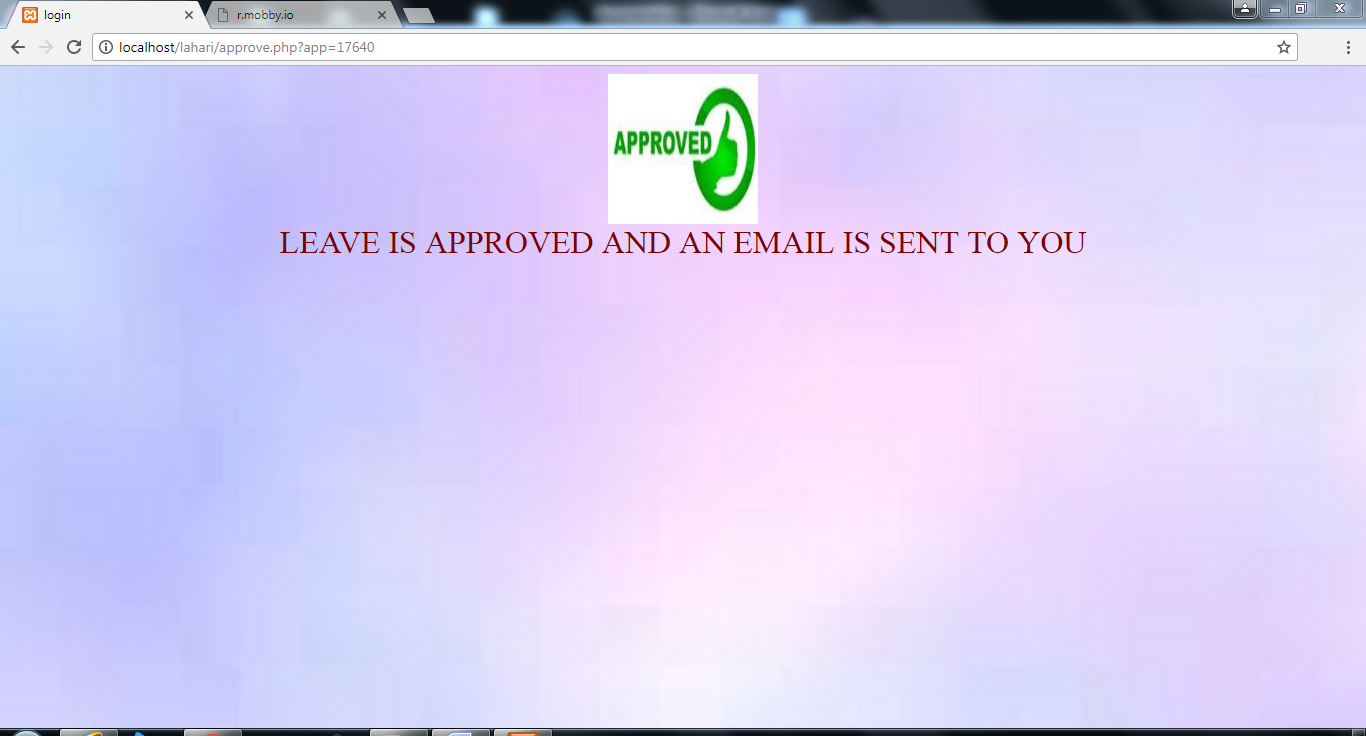 login
r.mobby.io
localhost/lahari/approve.php?app=17640
APPROVED
LEAVE IS APPROVED AND AN EMAIL IS SENT TO YOU